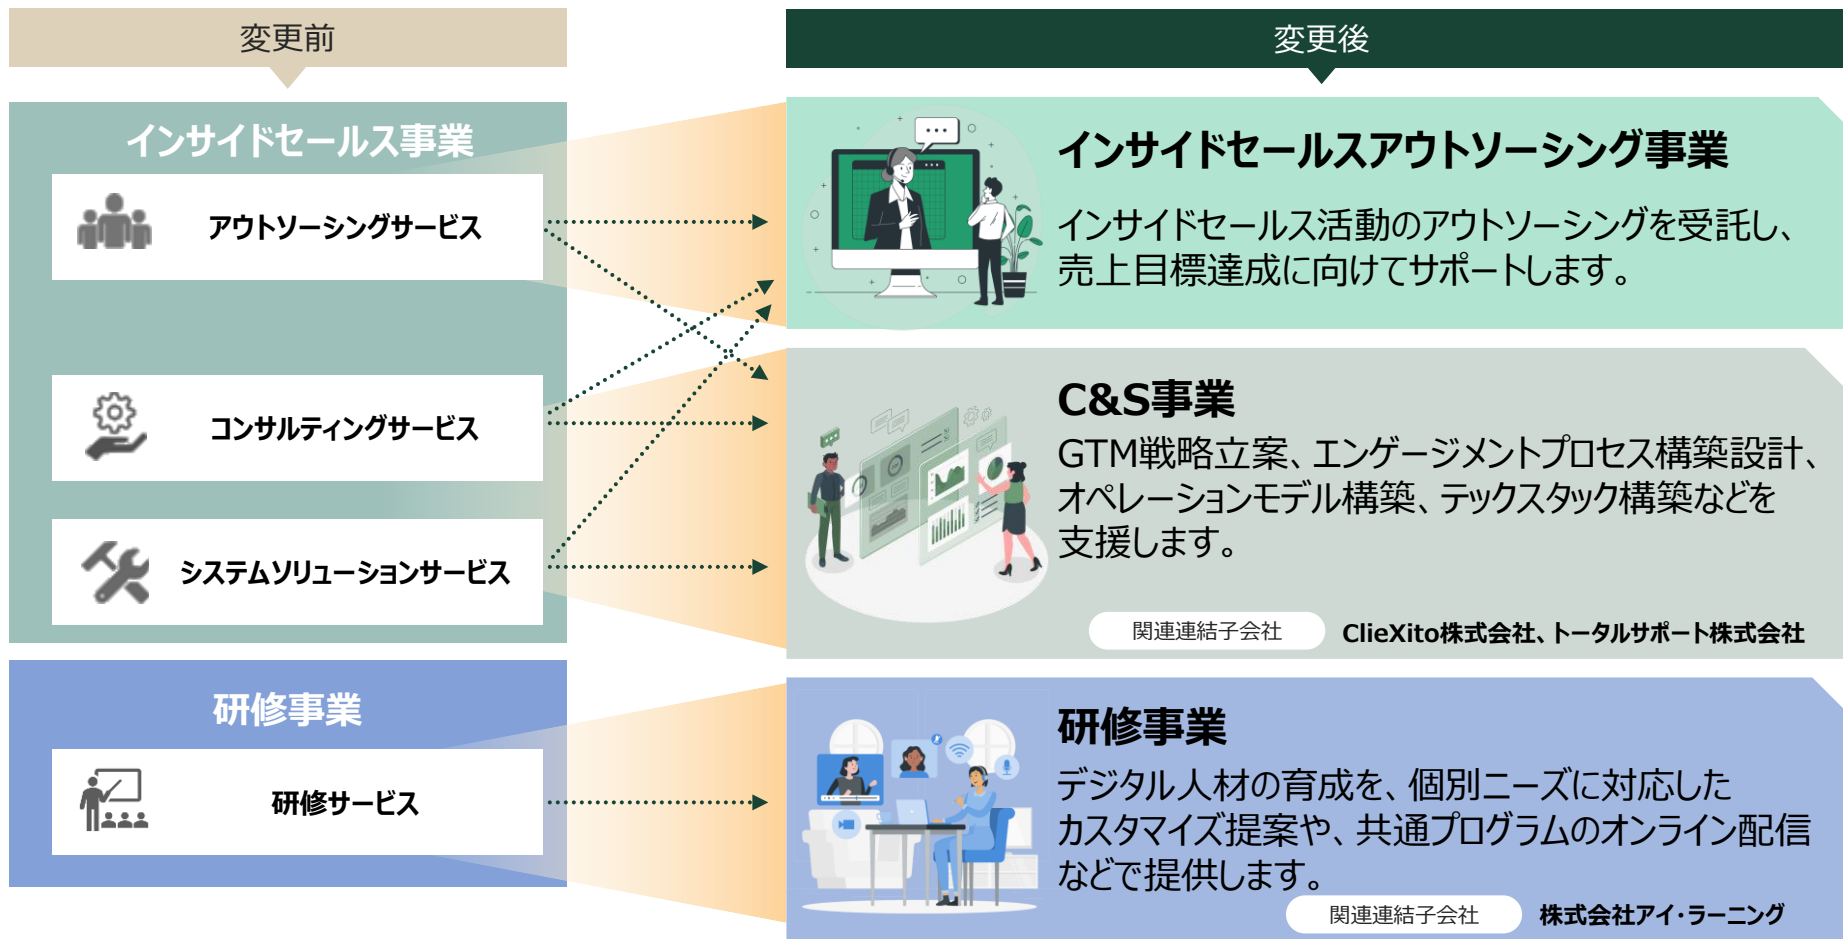 変更前
インサイドセールス事業
アウトソーシングサービス
コンサルティングサービス
システムソリューションサービス
研修事業
研修サービス
変更後
インサイドセールスアウトソーシング事業
インサイドセールス活動のアウトソーシングを受託し、
売上目標達成に向けてサポートします。
C&S事業
GTM戦略立案、エンゲージメントプロセス構築設計、
オペレーションモデル構築、テックスタック構築などを
支援します。
関連連結子会社 ClieXito株式会社、トータルサポート株式会社
研修事業
デジタル人材の育成を、個別ニーズに対応した
カスタマイズ提案や、共通プログラムのオンライン配信
などで提供します。
関連連結子会社 株式会社アイ・ラーニング